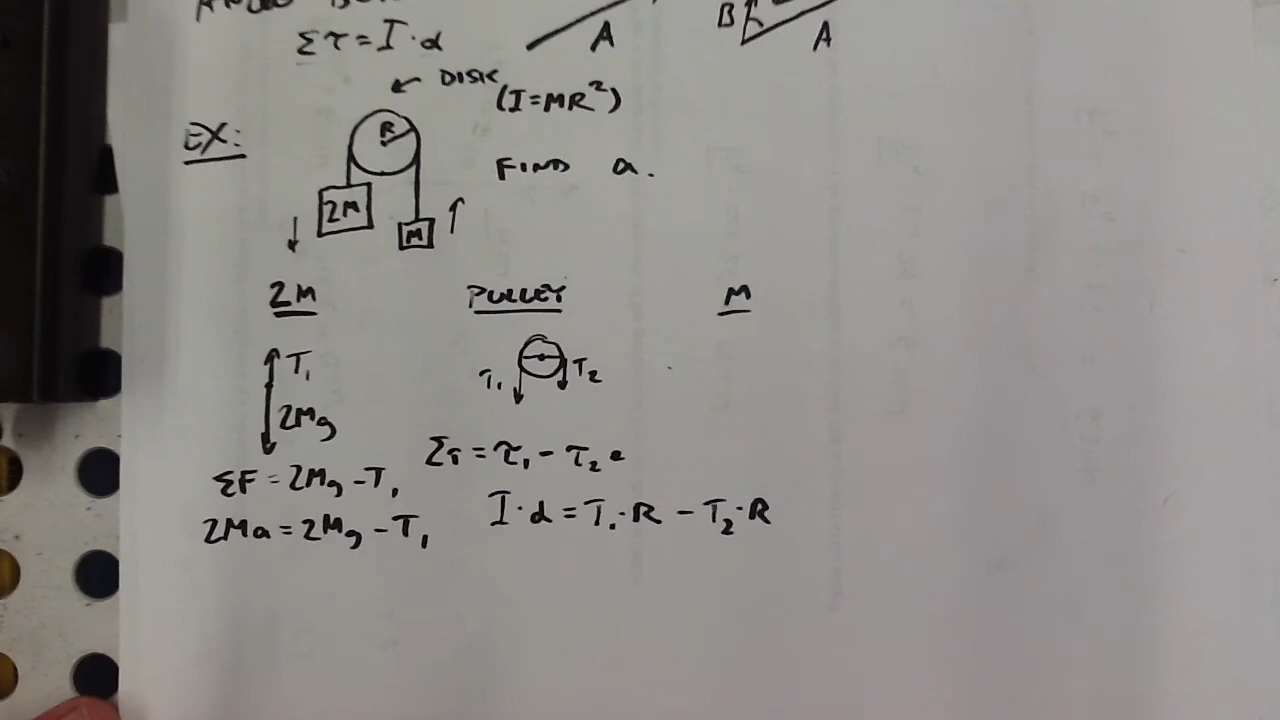 Στ=I·α
A
B
A
← DISK
(I=MR²)
EX:
R
FIND a.
2M
M
2M
PULLEY
M
T₁
2Mg
T₁
T₂
ΣF=2Mg-T₁
Στ=τ₁-τ₂
2Ma=2Mg-T₁
I·α=T₁·R-T₂·R